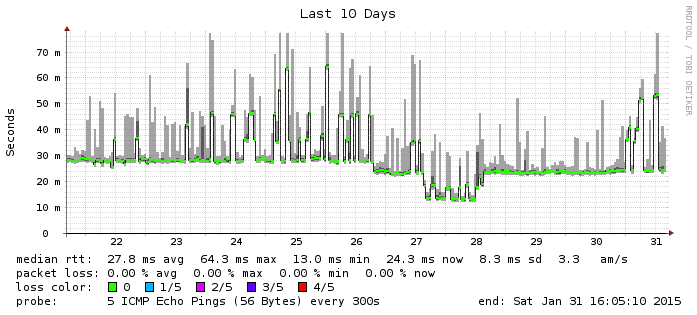 Last 10 Days
RRDTOOL / TOBI OETIKER
Seconds
70 m
60 m
50 m
40 m
30 m
20 m
10 m
0
22 23 24 25 26 27 28 29 30 31
median rtt: 27.8 ms avg 64.3 ms max 13.0 ms min 24.3 ms now 8.3 ms sd 3.3 am/s
packet loss: 0.00 % avg 0.00 % max 0.00 % min 0.00 % now
loss color: 0 1/5 2/5 3/5 4/5
probe: 5 ICMP Echo Pings (56 Bytes) every 300s end: Sat Jan 31 16:05:10 2015